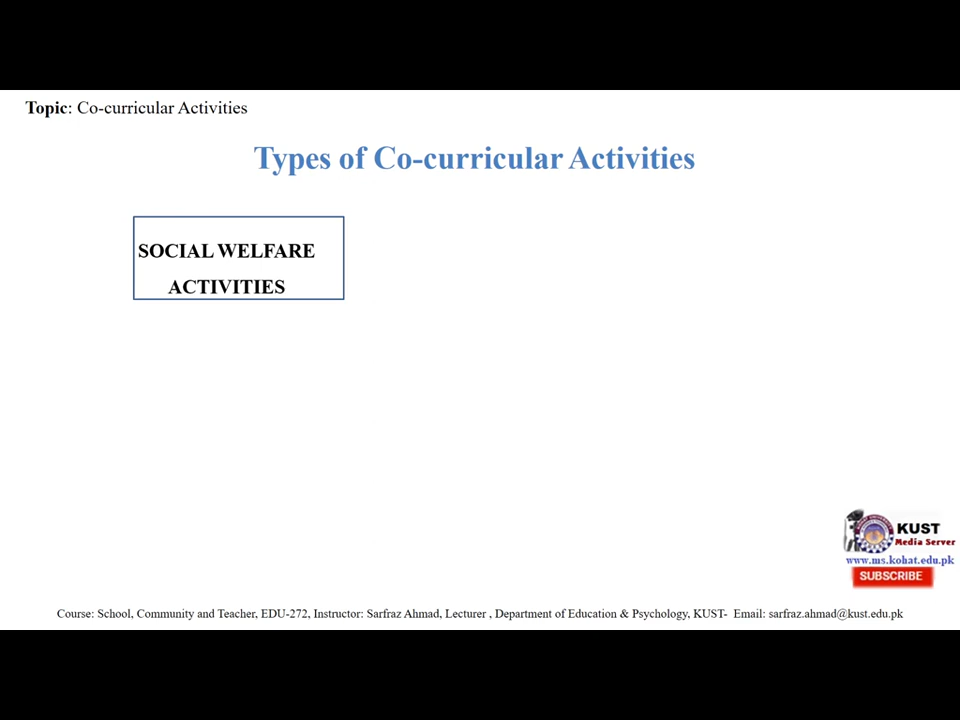 Topic: Co-curricular Activities
Types of Co-curricular Activities
SOCIAL WELFARE
ACTIVITIES
KUST
Media Server
www.ms.kohat.edu.pk
SUBSCRIBE
Course: School, Community and Teacher, EDU-272, Instructor: Sarfraz Ahmad, Lecturer , Department of Education & Psychology, KUST- Email: sarfraz.ahmad@kust.edu.pk